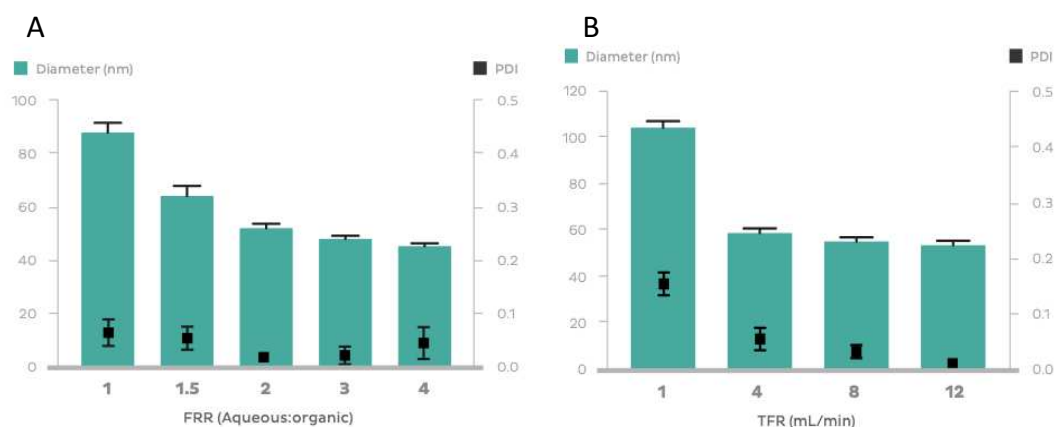 A
Diameter (nm) PDI
100 0.5
80 0.4
60 0.3
40 0.2
20 0.1
0 0.0
1 1.5 2 3 4
FRR (Aqueous:organic)
B
Diameter (nm) PDI
120 0.5
100 0.4
80 0.3
60 0.2
40 0.1
20 0.0
0
1 4 8 12
TFR (mL/min)